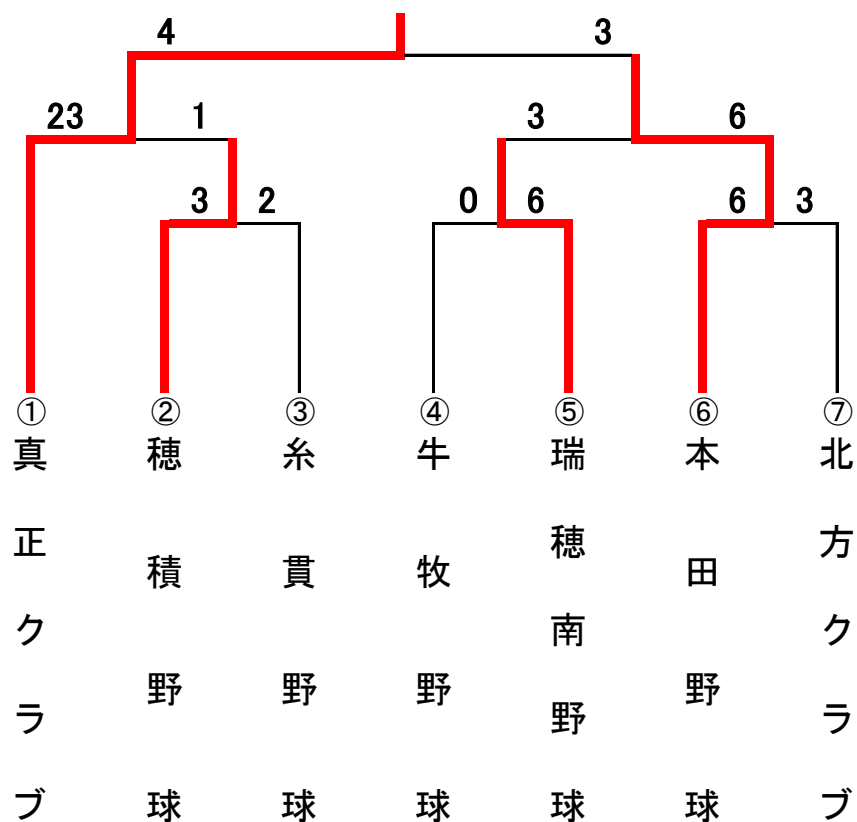 4 3
23 1 3 6
3 2 0 6 6 3
① ② ③ ④ ⑤ ⑥ ⑦
真正クラブ
穂積野球
糸貫野球
牛牧野球
瑞穂南野球
本田野球
北方クラブ